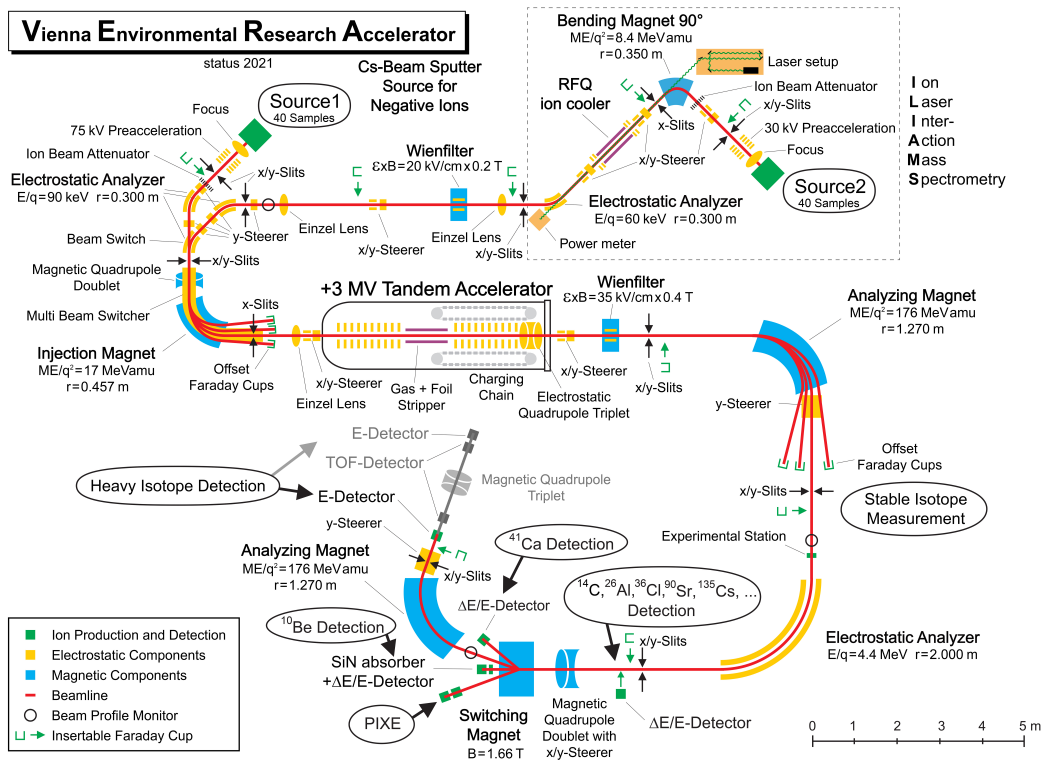 Vienna Environmental Research Accelerator
status 2021
Cs-Beam Sputter
Source for
Negative Ions
Source1
40 Samples
Focus
75 kV Preacceleration
Ion Beam Attenuator
x/y-Slits
Electrostatic Analyzer
E/q=90 keV r=0.300 m
Beam Switch
y-Steerer
x/y-Slits
Einzel Lens
x/y-Steerer
Wienfilter
ExB=20 kV/cm x 0.2 T
Einzel Lens
x/y-Slits
Bending Magnet 90°
ME/q²=8.4 MeVamu
r=0.350 m
RFQ
ion cooler
Laser setup
Ion Beam Attenuator
x/y-Slits
x-Slits
30 kV Preacceleration
x/y-Steerer
Focus
Source2
40 Samples
Electrostatic Analyzer
E/q=60 keV r=0.300 m
Power meter
I on
L aser
I nter-
A ction
M ass
S pectrometry
Magnetic Quadrupole
Doublet
Multi Beam Switcher
x-Slits
Injection Magnet
ME/q²=17 MeVamu
r=0.457 m
Offset
Faraday Cups
+3 MV Tandem Accelerator
x/y-Steerer
Einzel Lens
Gas + Foil
Stripper
Charging
Chain
Electrostatic
Quadrupole Triplet
x/y-Steerer
Wienfilter
ExB=35 kV/cm x 0.4 T
x/y-Slits
Analyzing Magnet
ME/q²=176 MeVamu
r=1.270 m
y-Steerer
Offset
Faraday Cups
x/y-Slits
Stable Isotope
Measurement
Experimental Station
Electrostatic Analyzer
E/q=4.4 MeV r=2.000 m
E-Detector
TOF-Detector
Magnetic Quadrupole
Triplet
Heavy Isotope Detection
E-Detector
y-Steerer
x/y-Slits
Analyzing Magnet
ME/q²=176 MeVamu
r=1.270 m
⁴¹Ca Detection
ΔE/E-Detector
¹⁴C,²⁶Al,³⁶Cl,⁹⁰Sr,¹³⁵Cs, ...
Detection
x/y-Slits
¹⁰Be Detection
SiN absorber
+ΔE/E-Detector
PIXE
Switching
Magnet
B=1.66 T
Magnetic
Quadrupole
Doublet with
x/y-Steerer
ΔE/E-Detector
Ion Production and Detection
Electrostatic Components
Magnetic Components
Beamline
Beam Profile Monitor
Insertable Faraday Cup
0 1 2 3 4 5 m